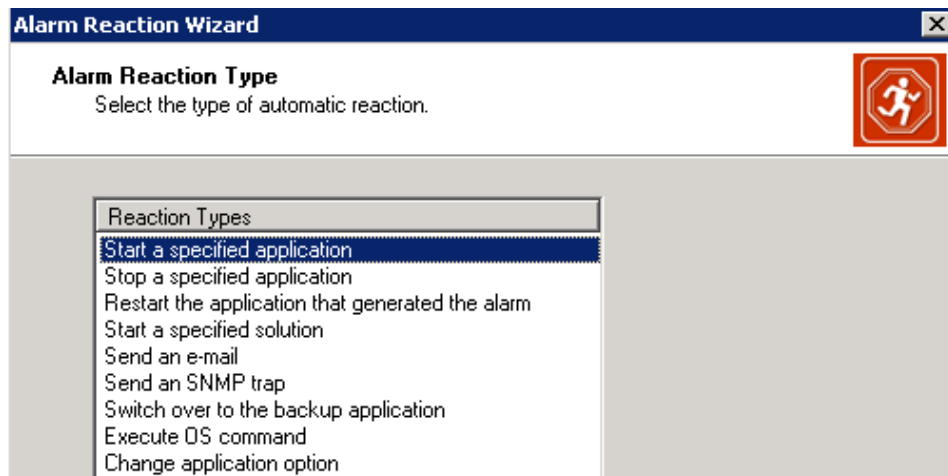 Alarm Reaction Wizard
Alarm Reaction Type
Select the type of automatic reaction.
Reaction Types
Start a specified application
Stop a specified application
Restart the application that generated the alarm
Start a specified solution
Send an e-mail
Send an SNMP trap
Switch over to the backup application
Execute OS command
Change application option